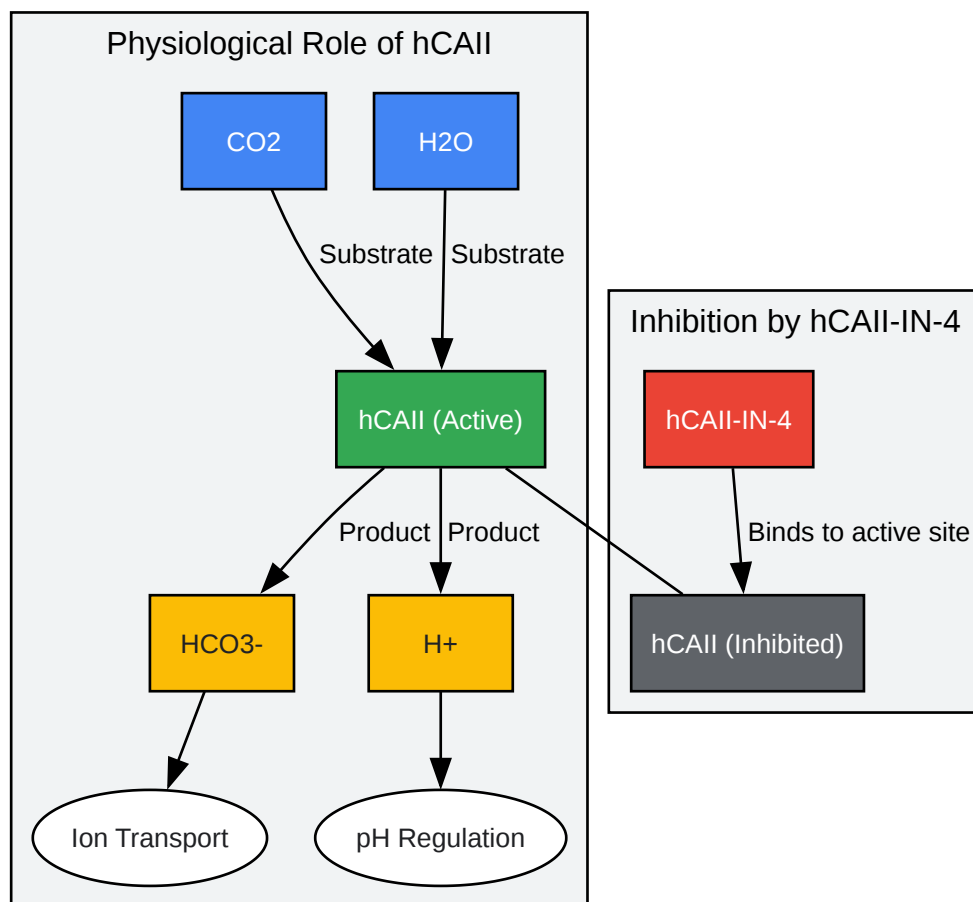 Physiological Role of hCAII
CO2
H2O
Substrate
Substrate
Inhibition by hCAII-IN-4
hCAII (Active)
hCAII-IN-4
Product
Product
Binds to active site
HCO3-
H+
hCAII (Inhibited)
Ion Transport
pH Regulation